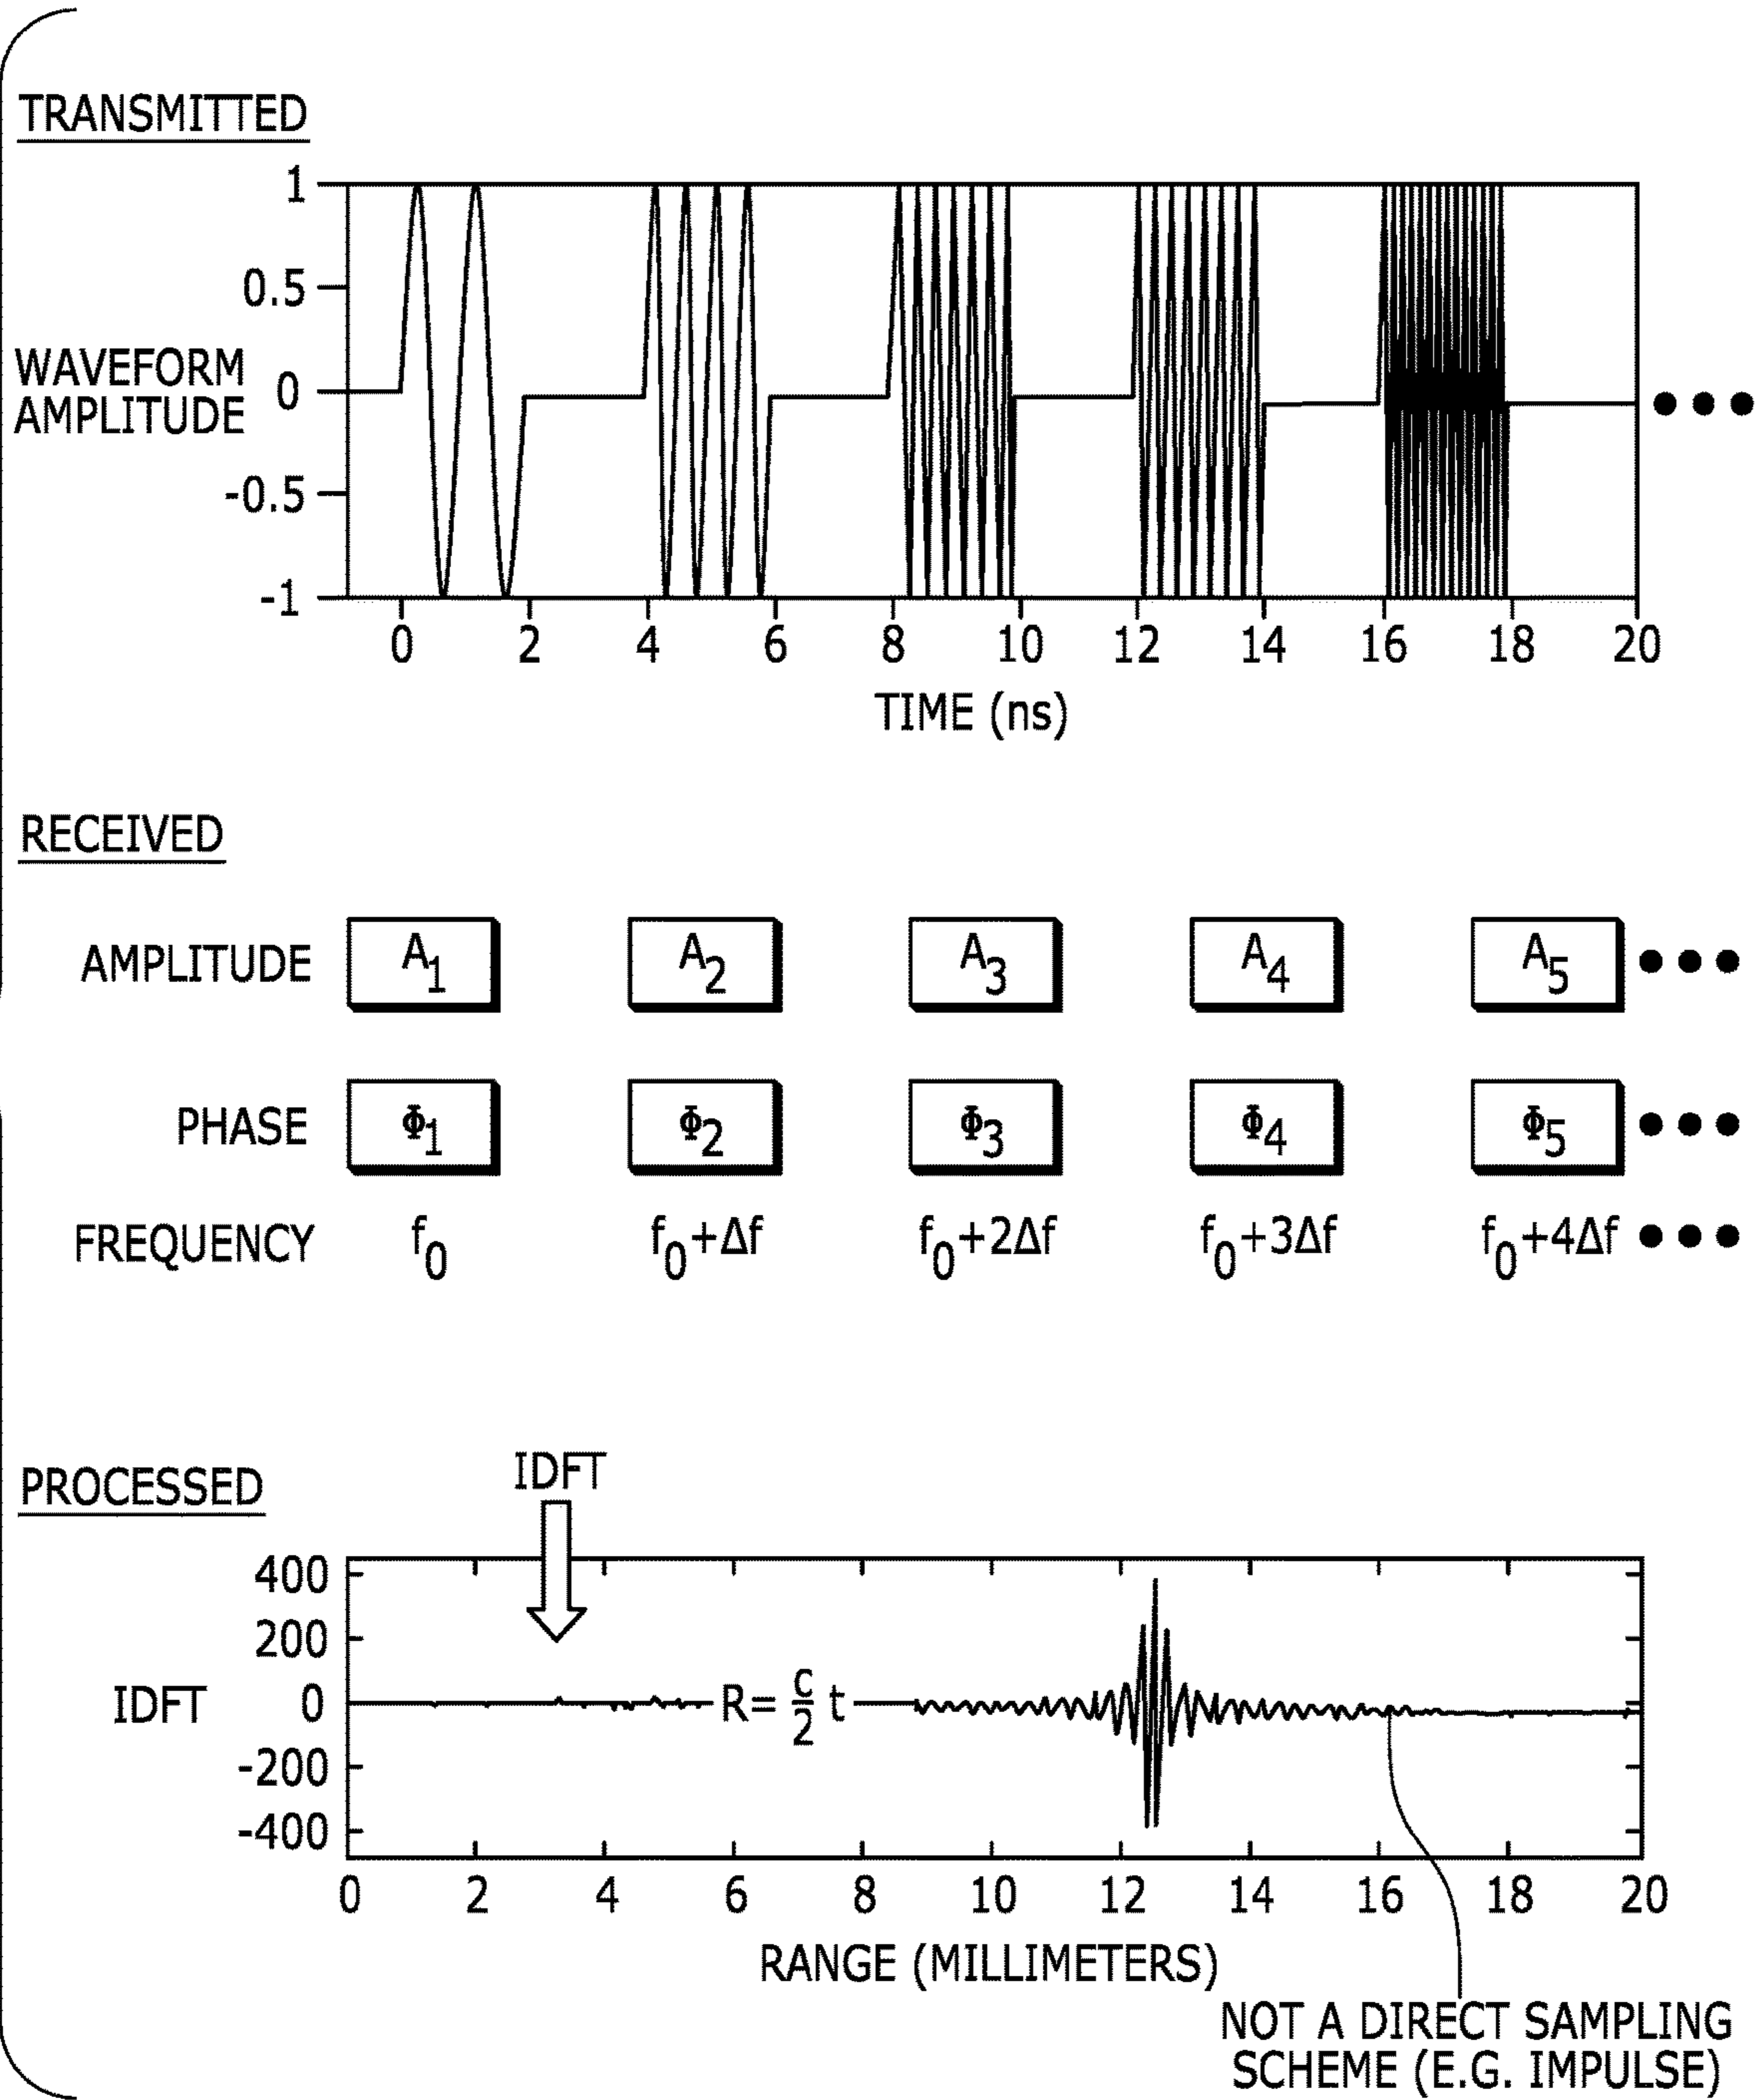 TRANSMITTED
1
0.5
WAVEFORM
AMPLITUDE
0
-0.5
-1
0 2 4 6 8 10 12 14 16 18 20
TIME (ns)
RECEIVED
AMPLITUDE A1 A2 A3 A4 A5
PHASE Φ1 Φ2 Φ3 Φ4 Φ5
FREQUENCY f0 f0+Δf f0+2Δf f0+3Δf f0+4Δf
PROCESSED
IDFT
400
200
IDFT 0
R= c/2 t
-200
-400
0 2 4 6 8 10 12 14 16 18 20
RANGE (MILLIMETERS)
NOT A DIRECT SAMPLING
SCHEME (E.G. IMPULSE)